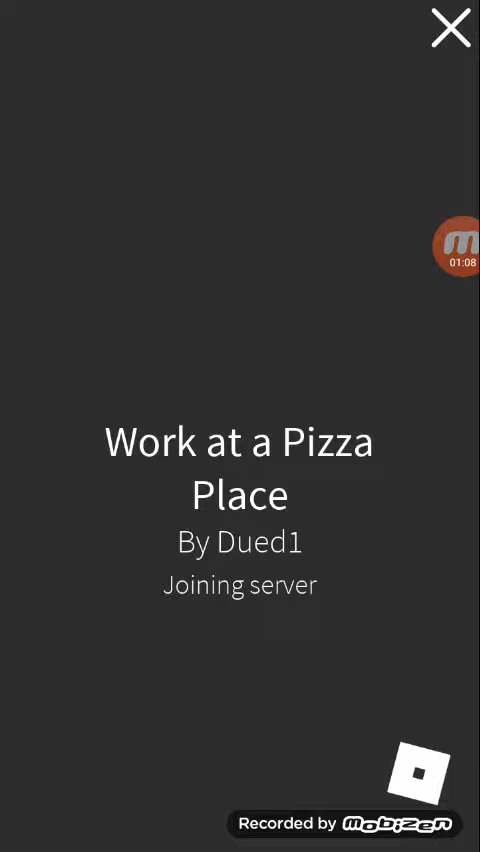 01:08
Work at a Pizza
Place
By Dued1
Joining server
Recorded by mobizen